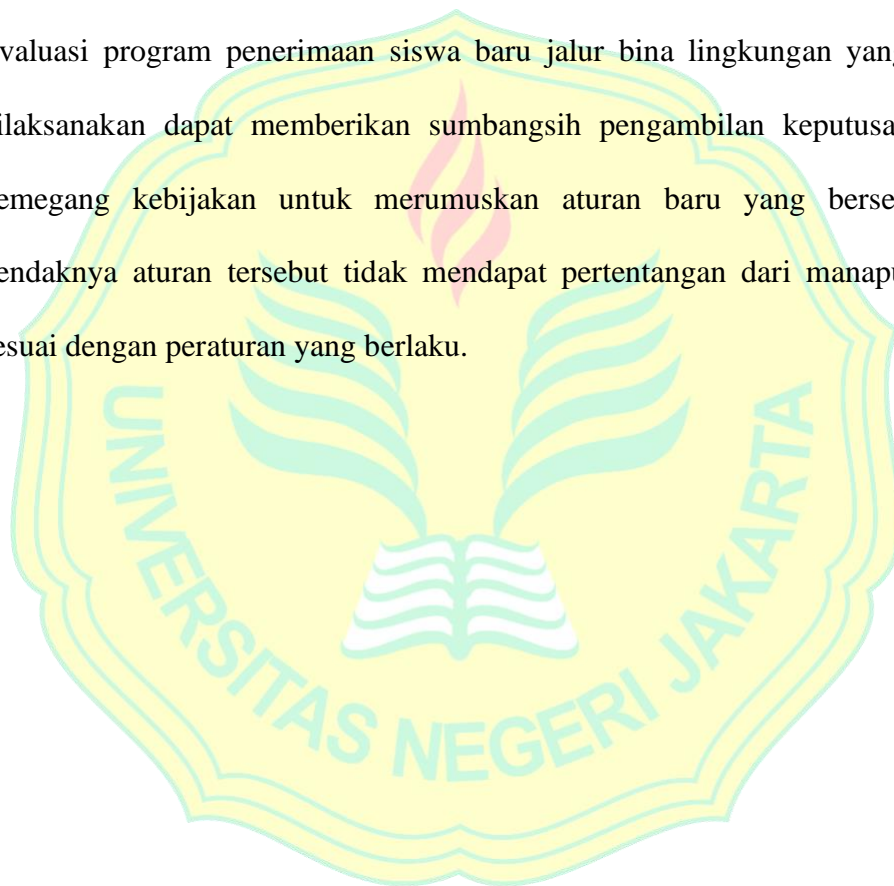 valuasi program penerimaan siswa baru jalur bina lingkungan yang
ilaksanakan dapat memberikan sumbangsih pengambilan keputusa
emegang kebijakan untuk merumuskan aturan baru yang berse
endaknya aturan tersebut tidak mendapat pertentangan dari manapu
esuai dengan peraturan yang berlaku.
UNIVERSITAS NEGERI JAKARTA